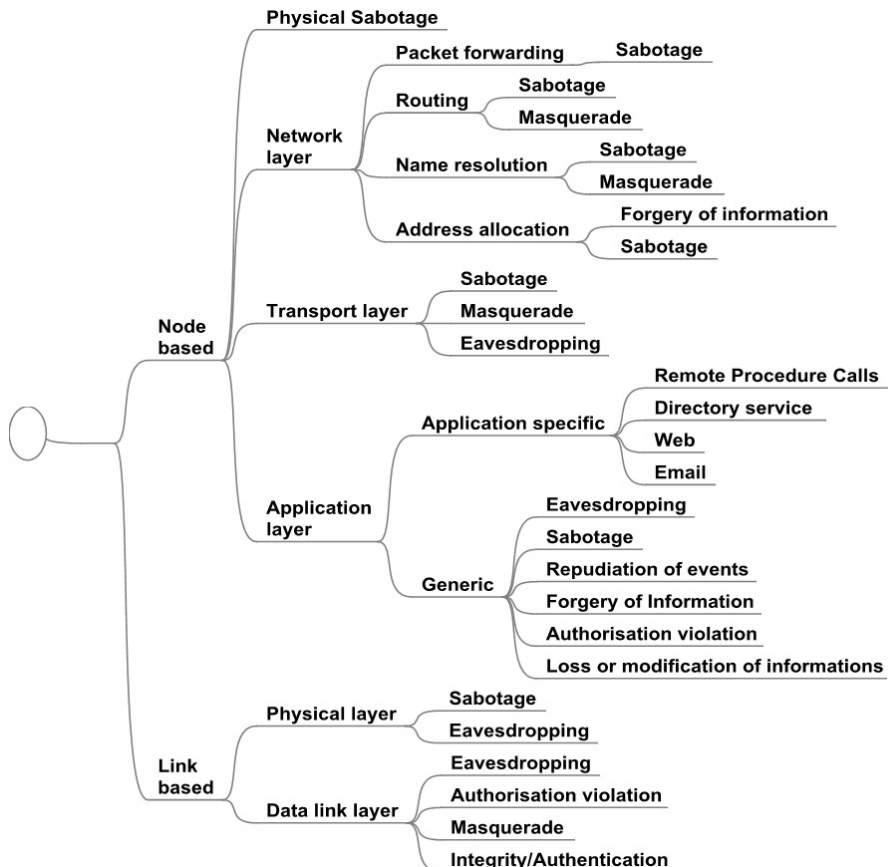 Physical Sabotage
Packet forwarding
Sabotage
Routing
Sabotage
Masquerade
Network
layer
Name resolution
Sabotage
Masquerade
Address allocation
Forgery of information
Sabotage
Node
based
Transport layer
Sabotage
Masquerade
Eavesdropping
Application
layer
Application specific
Remote Procedure Calls
Directory service
Web
Email
Generic
Eavesdropping
Sabotage
Repudiation of events
Forgery of Information
Authorisation violation
Loss or modification of informations
Link
based
Physical layer
Sabotage
Eavesdropping
Data link layer
Eavesdropping
Authorisation violation
Masquerade
Integrity/Authentication